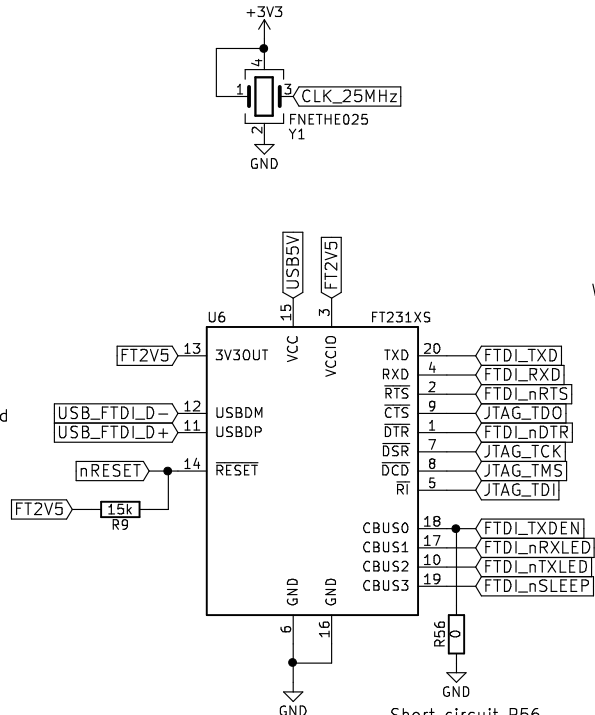 +3V3
4
1
3
CLK_25MHz
FNETHE025
Y1
2
GND
USB5V
FT2V5
15
3
U6
FT231XS
VCC
VCCIO
FT2V5
13
3V3OUT
TXD
20
FTDI_TXD
RXD
4
FTDI_RXD
RTS
2
FTDI_nRTS
USB_FTDI_D-
12
USBDM
CTS
9
JTAG_TDO
USB_FTDI_D+
11
USBDP
DTR
1
FTDI_nDTR
DSR
7
JTAG_TCK
nRESET
14
RESET
DCD
8
JTAG_TMS
RI
5
JTAG_TDI
FT2V5
15k
R9
CBUS0
18
FTDI_TXDEN
CBUS1
17
FTDI_nRXLED
CBUS2
10
FTDI_nTXLED
CBUS3
19
FTDI_nSLEEP
GND
GND
6
16
R56
0
GND
GND
Short circuit R56